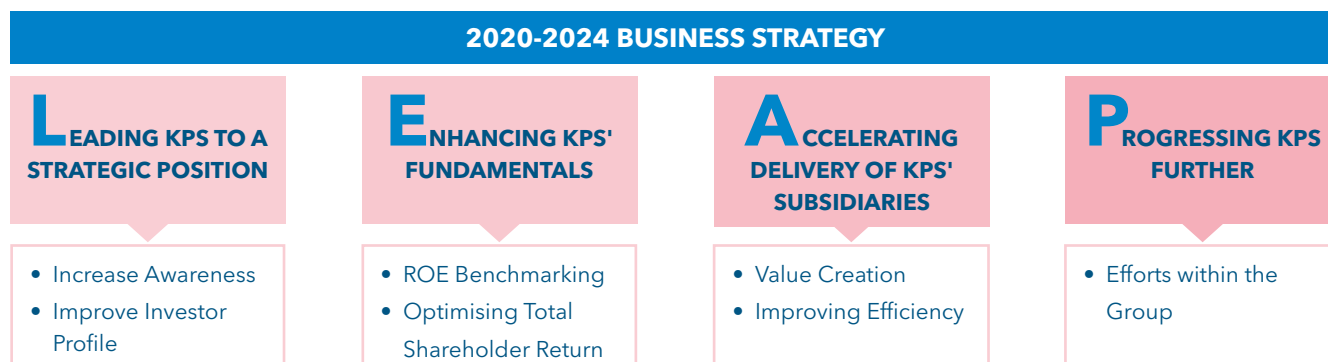 2020-2024 BUSINESS STRATEGY
LEADING KPS TO A
STRATEGIC POSITION
• Increase Awareness
• Improve Investor
Profile
ENHANCING KPS'
FUNDAMENTALS
• ROE Benchmarking
• Optimising Total
Shareholder Return
ACCELERATING
DELIVERY OF KPS'
SUBSIDIARIES
• Value Creation
• Improving Efficiency
PROGRESSING KPS
FURTHER
• Efforts within the
Group